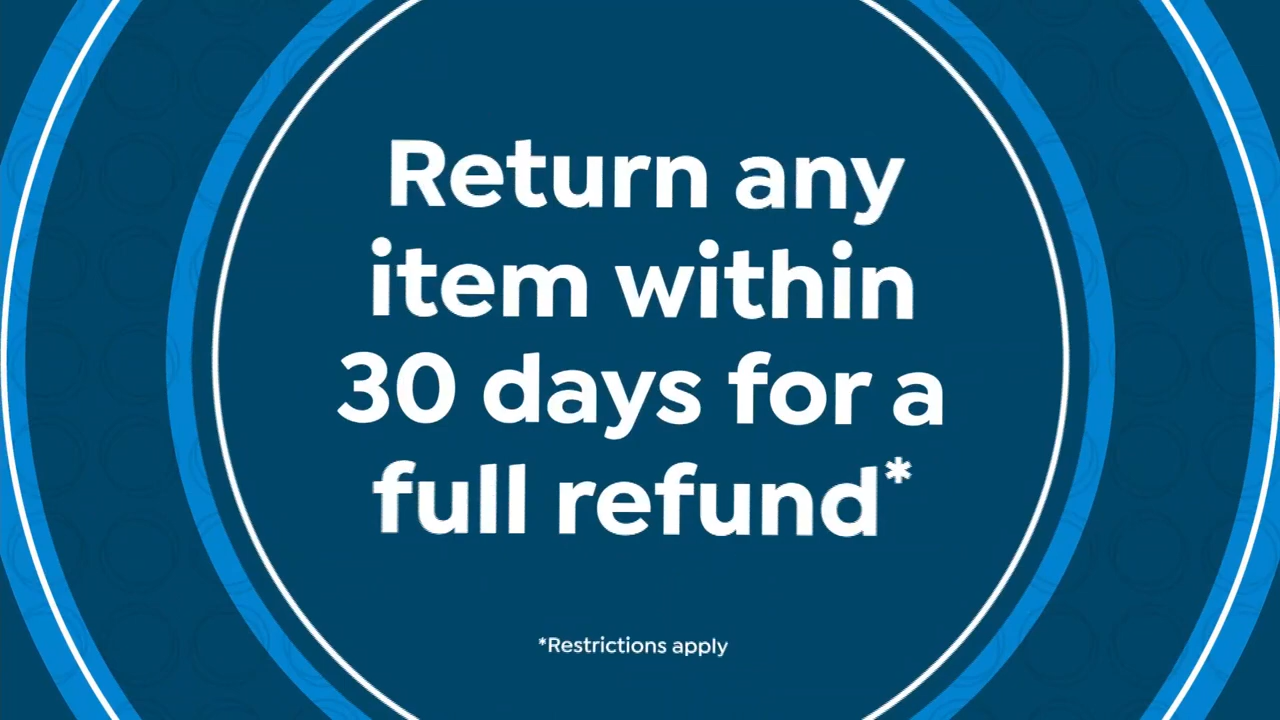 Return any
item within
30 days for a
full refund*
*Restrictions apply